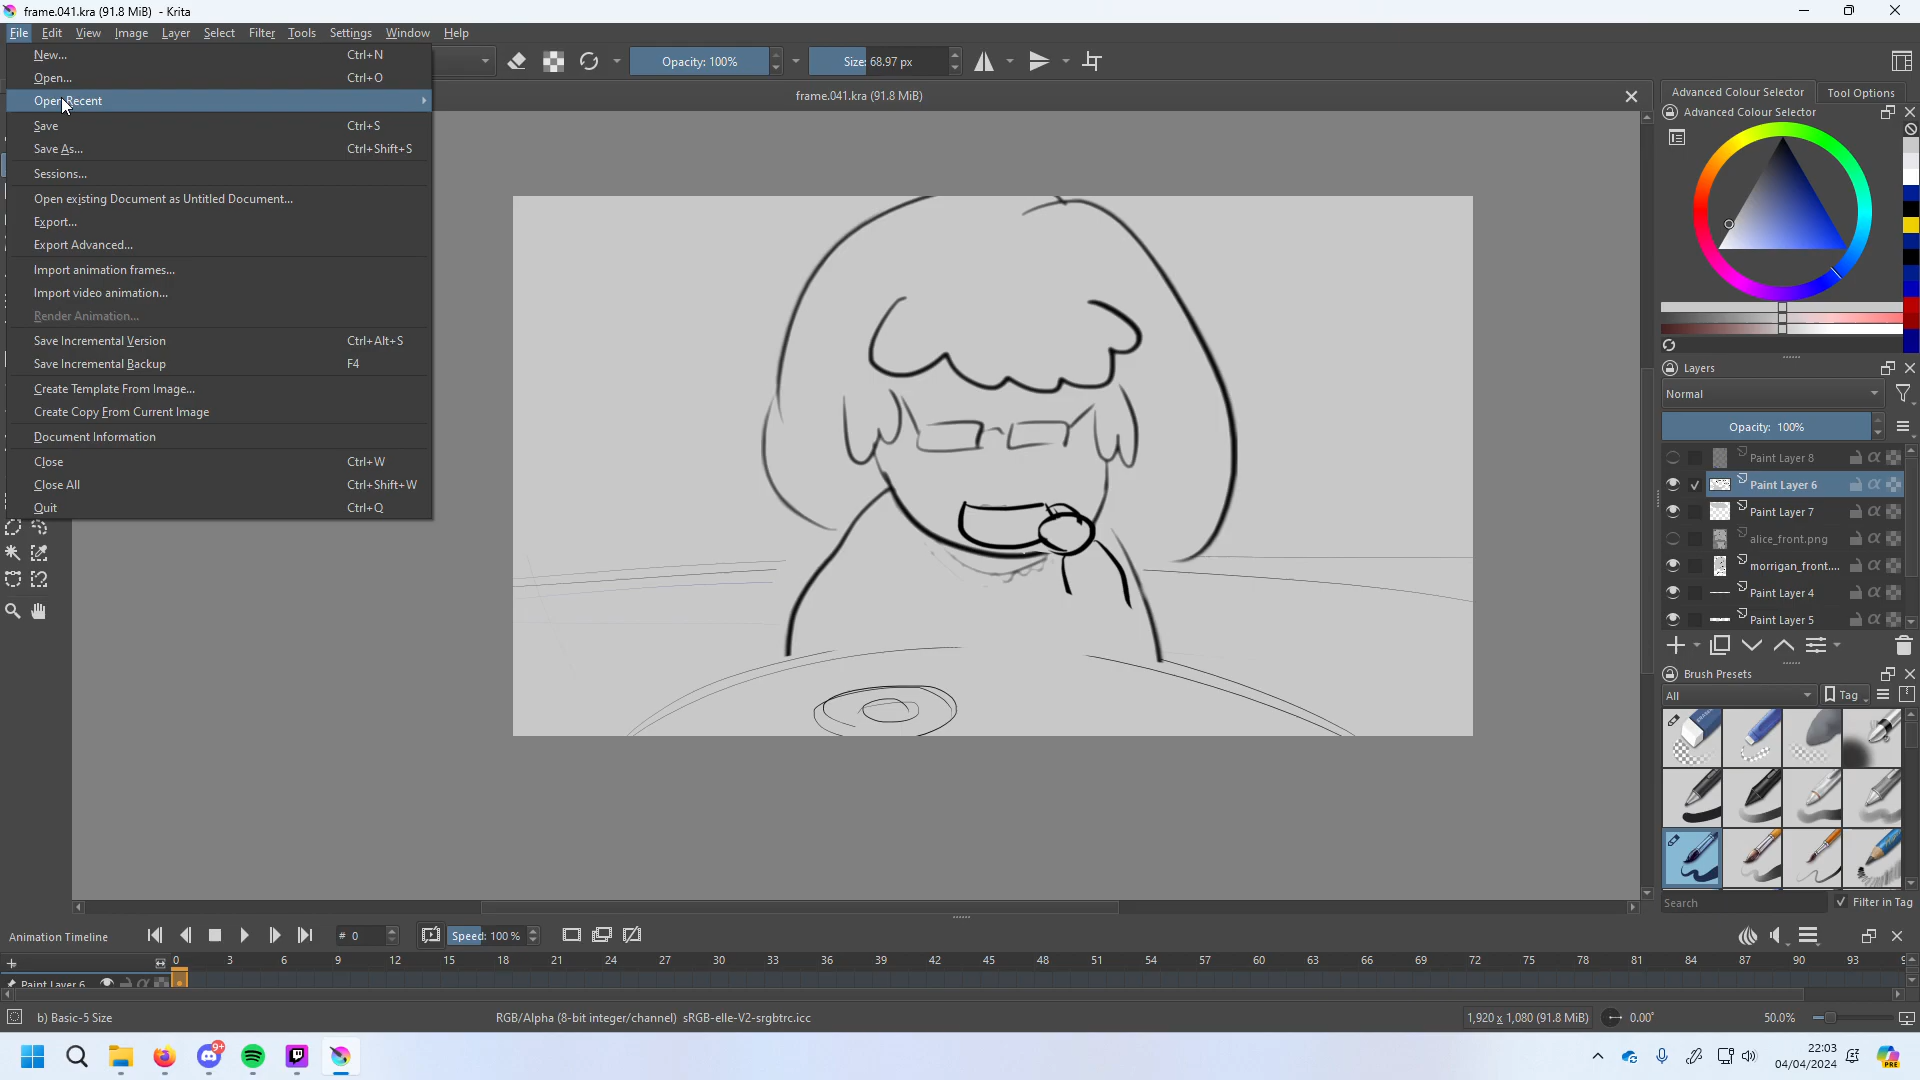 frame.041.kra (91.8 MiB) - Krita
File Edit View Image Layer Select Filter Tools Settings Window Help
New... Ctrl+N
Open... Ctrl+O
Open Recent
Save Ctrl+S
Save As... Ctrl+Shift+S
Sessions...
Open existing Document as Untitled Document...
Export...
Export Advanced...
Import animation frames...
Import video animation...
Render Animation...
Save Incremental Version Ctrl+Alt+S
Save Incremental Backup F4
Create Template From Image...
Create Copy From Current Image
Document Information
Close Ctrl+W
Close All Ctrl+Shift+W
Quit Ctrl+Q
Opacity: 100% Size: 68.97 px
frame.041.kra (91.8 MiB)
Advanced Colour Selector Tool Options
Advanced Colour Selector
Layers
Normal
Opacity: 100%
Paint Layer 8
Paint Layer 6
Paint Layer 7
alice_front.png
morrigan_front....
Paint Layer 4
Paint Layer 5
Brush Presets
All Tag
Search Filter in Tag
Animation Timeline # 0 Speed: 100 %
0 3 6 9 12 15 18 21 24 27 30 33 36 39 42 45 48 51 54 57 60 63 66 69 72 75 78 81 84 87 90 93
Paint Layer 6
b) Basic-5 Size RGB/Alpha (8-bit integer/channel) sRGB-elle-V2-srgbtrc.icc 1,920 x 1,080 (91.8 MiB) 0.00° 50.0%
9+
22:03
04/04/2024
PRE